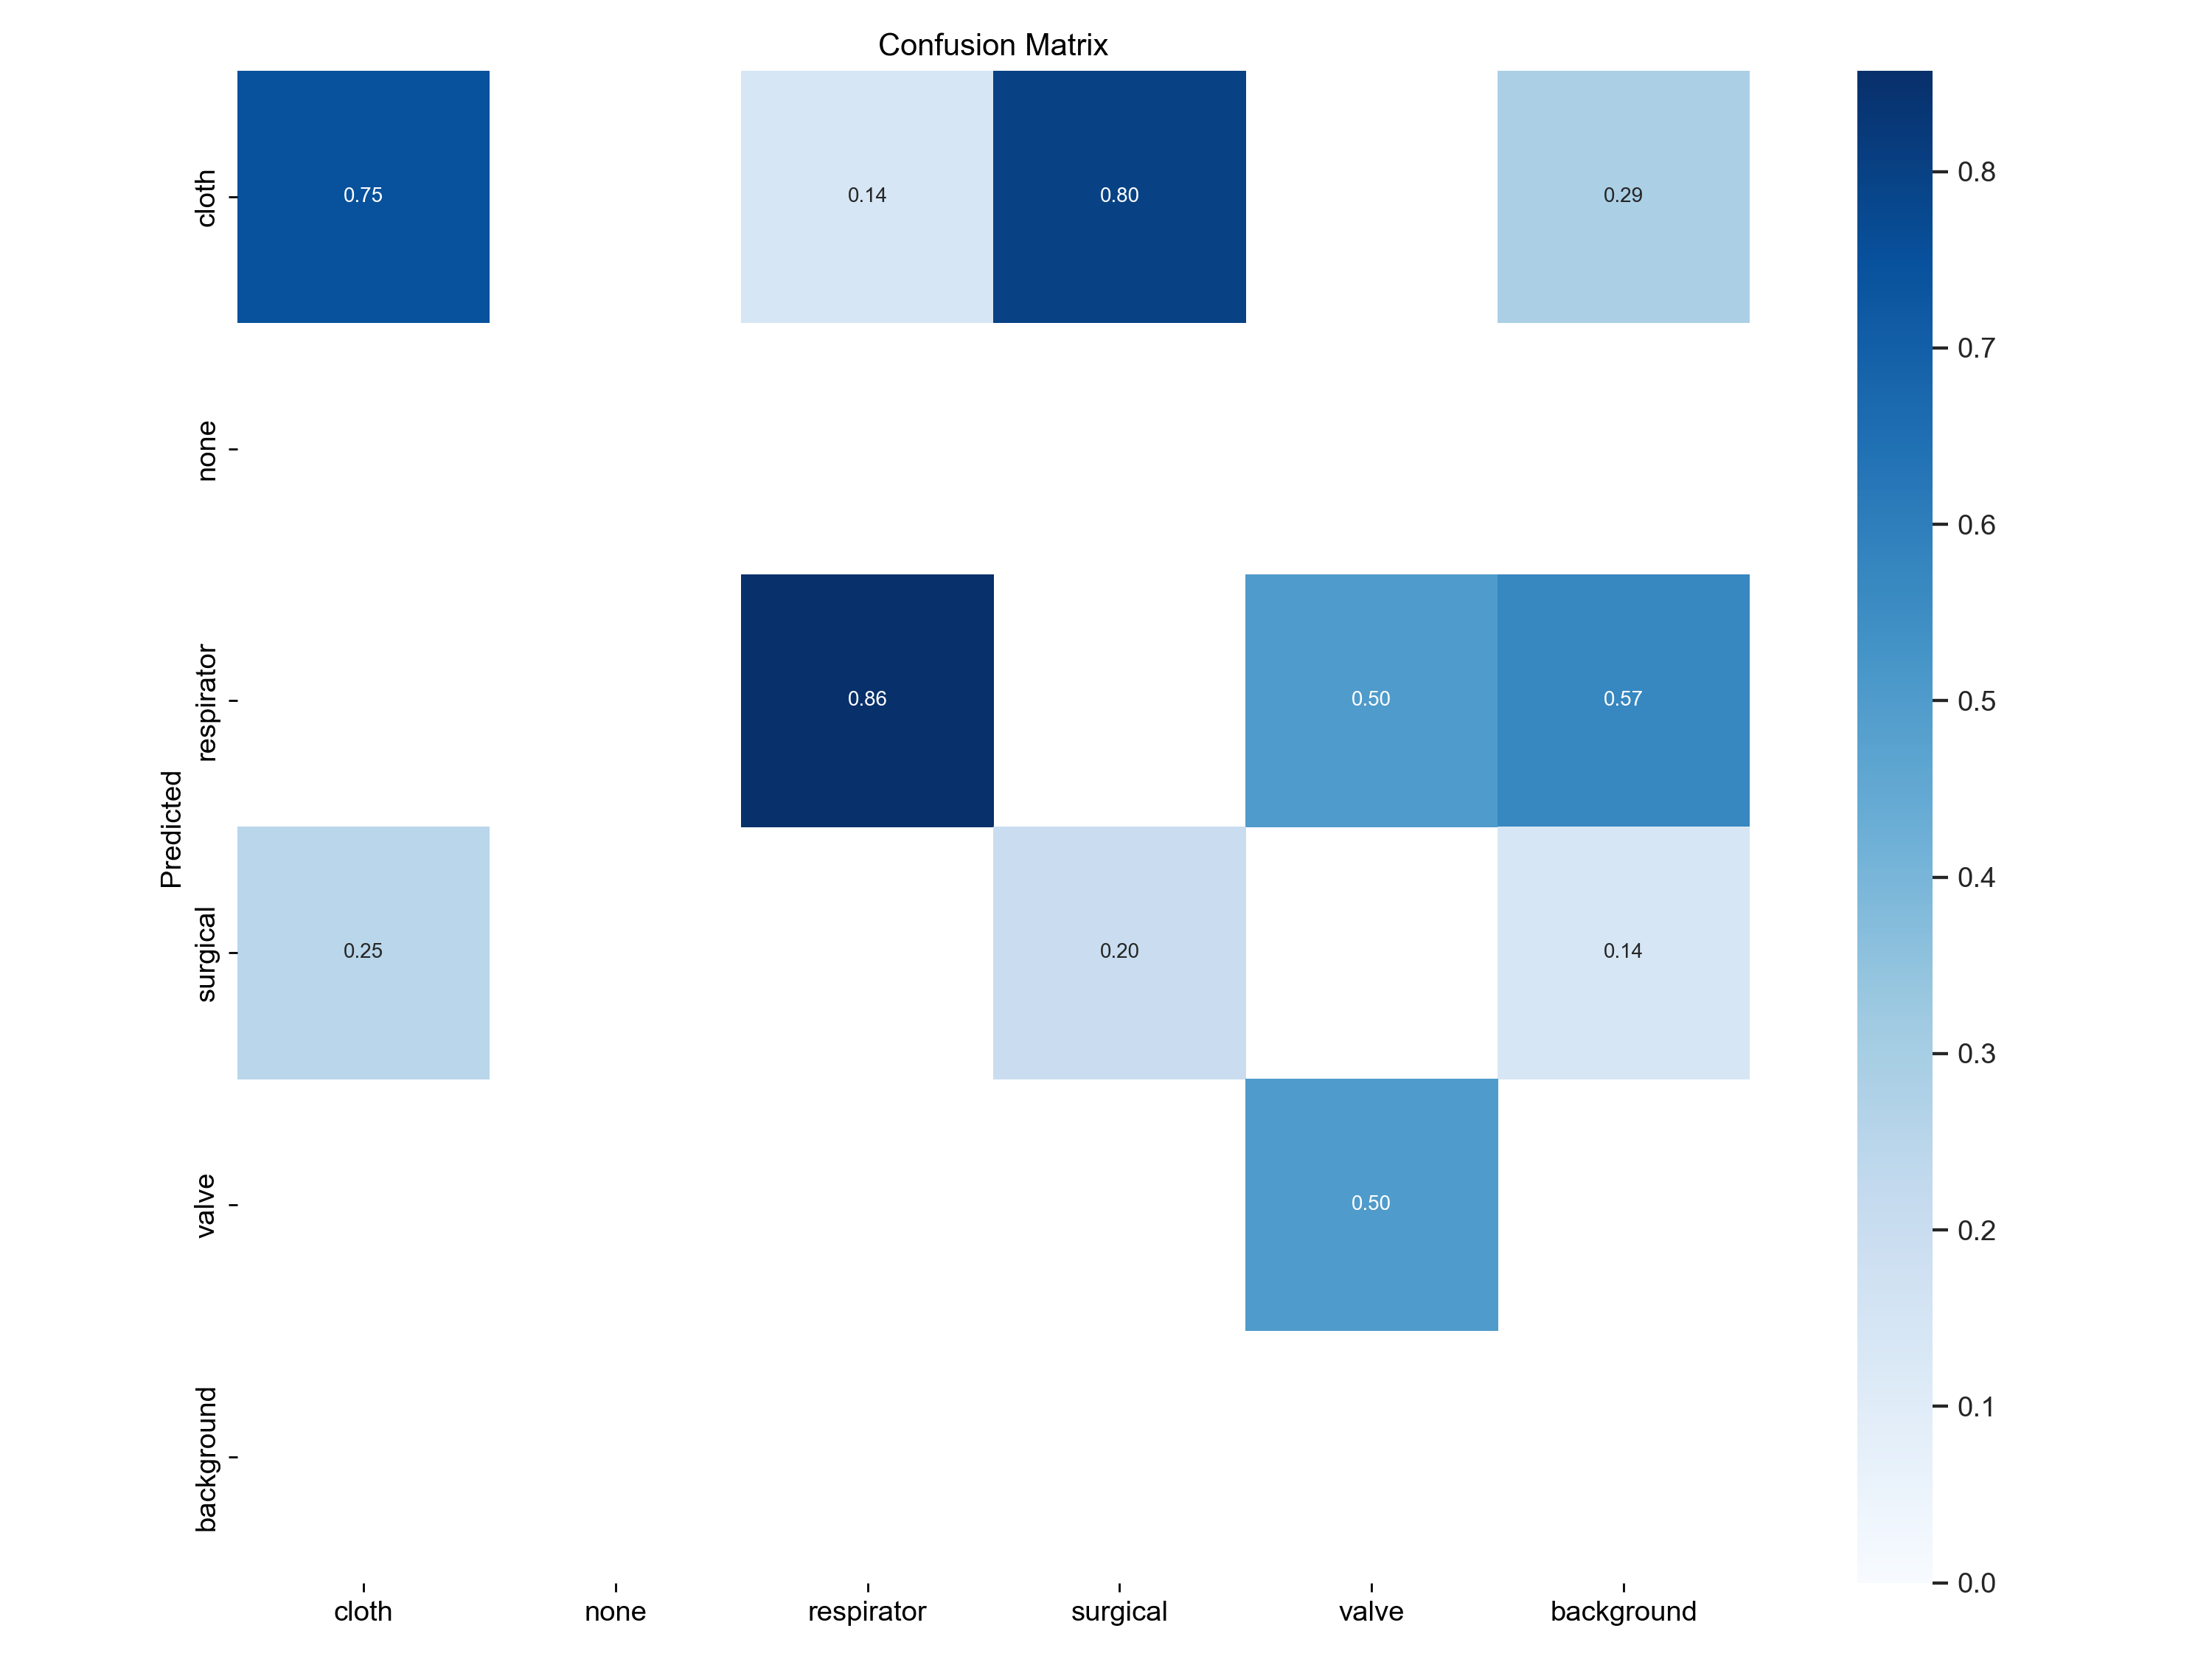 Confusion Matrix
cloth
0.75
0.14
0.80
0.29
none
respirator
0.86
0.50
0.57
Predicted
surgical
0.25
0.20
0.14
valve
0.50
background
cloth
none
respirator
surgical
valve
background
0.8
0.7
0.6
0.5
0.4
0.3
0.2
0.1
0.0